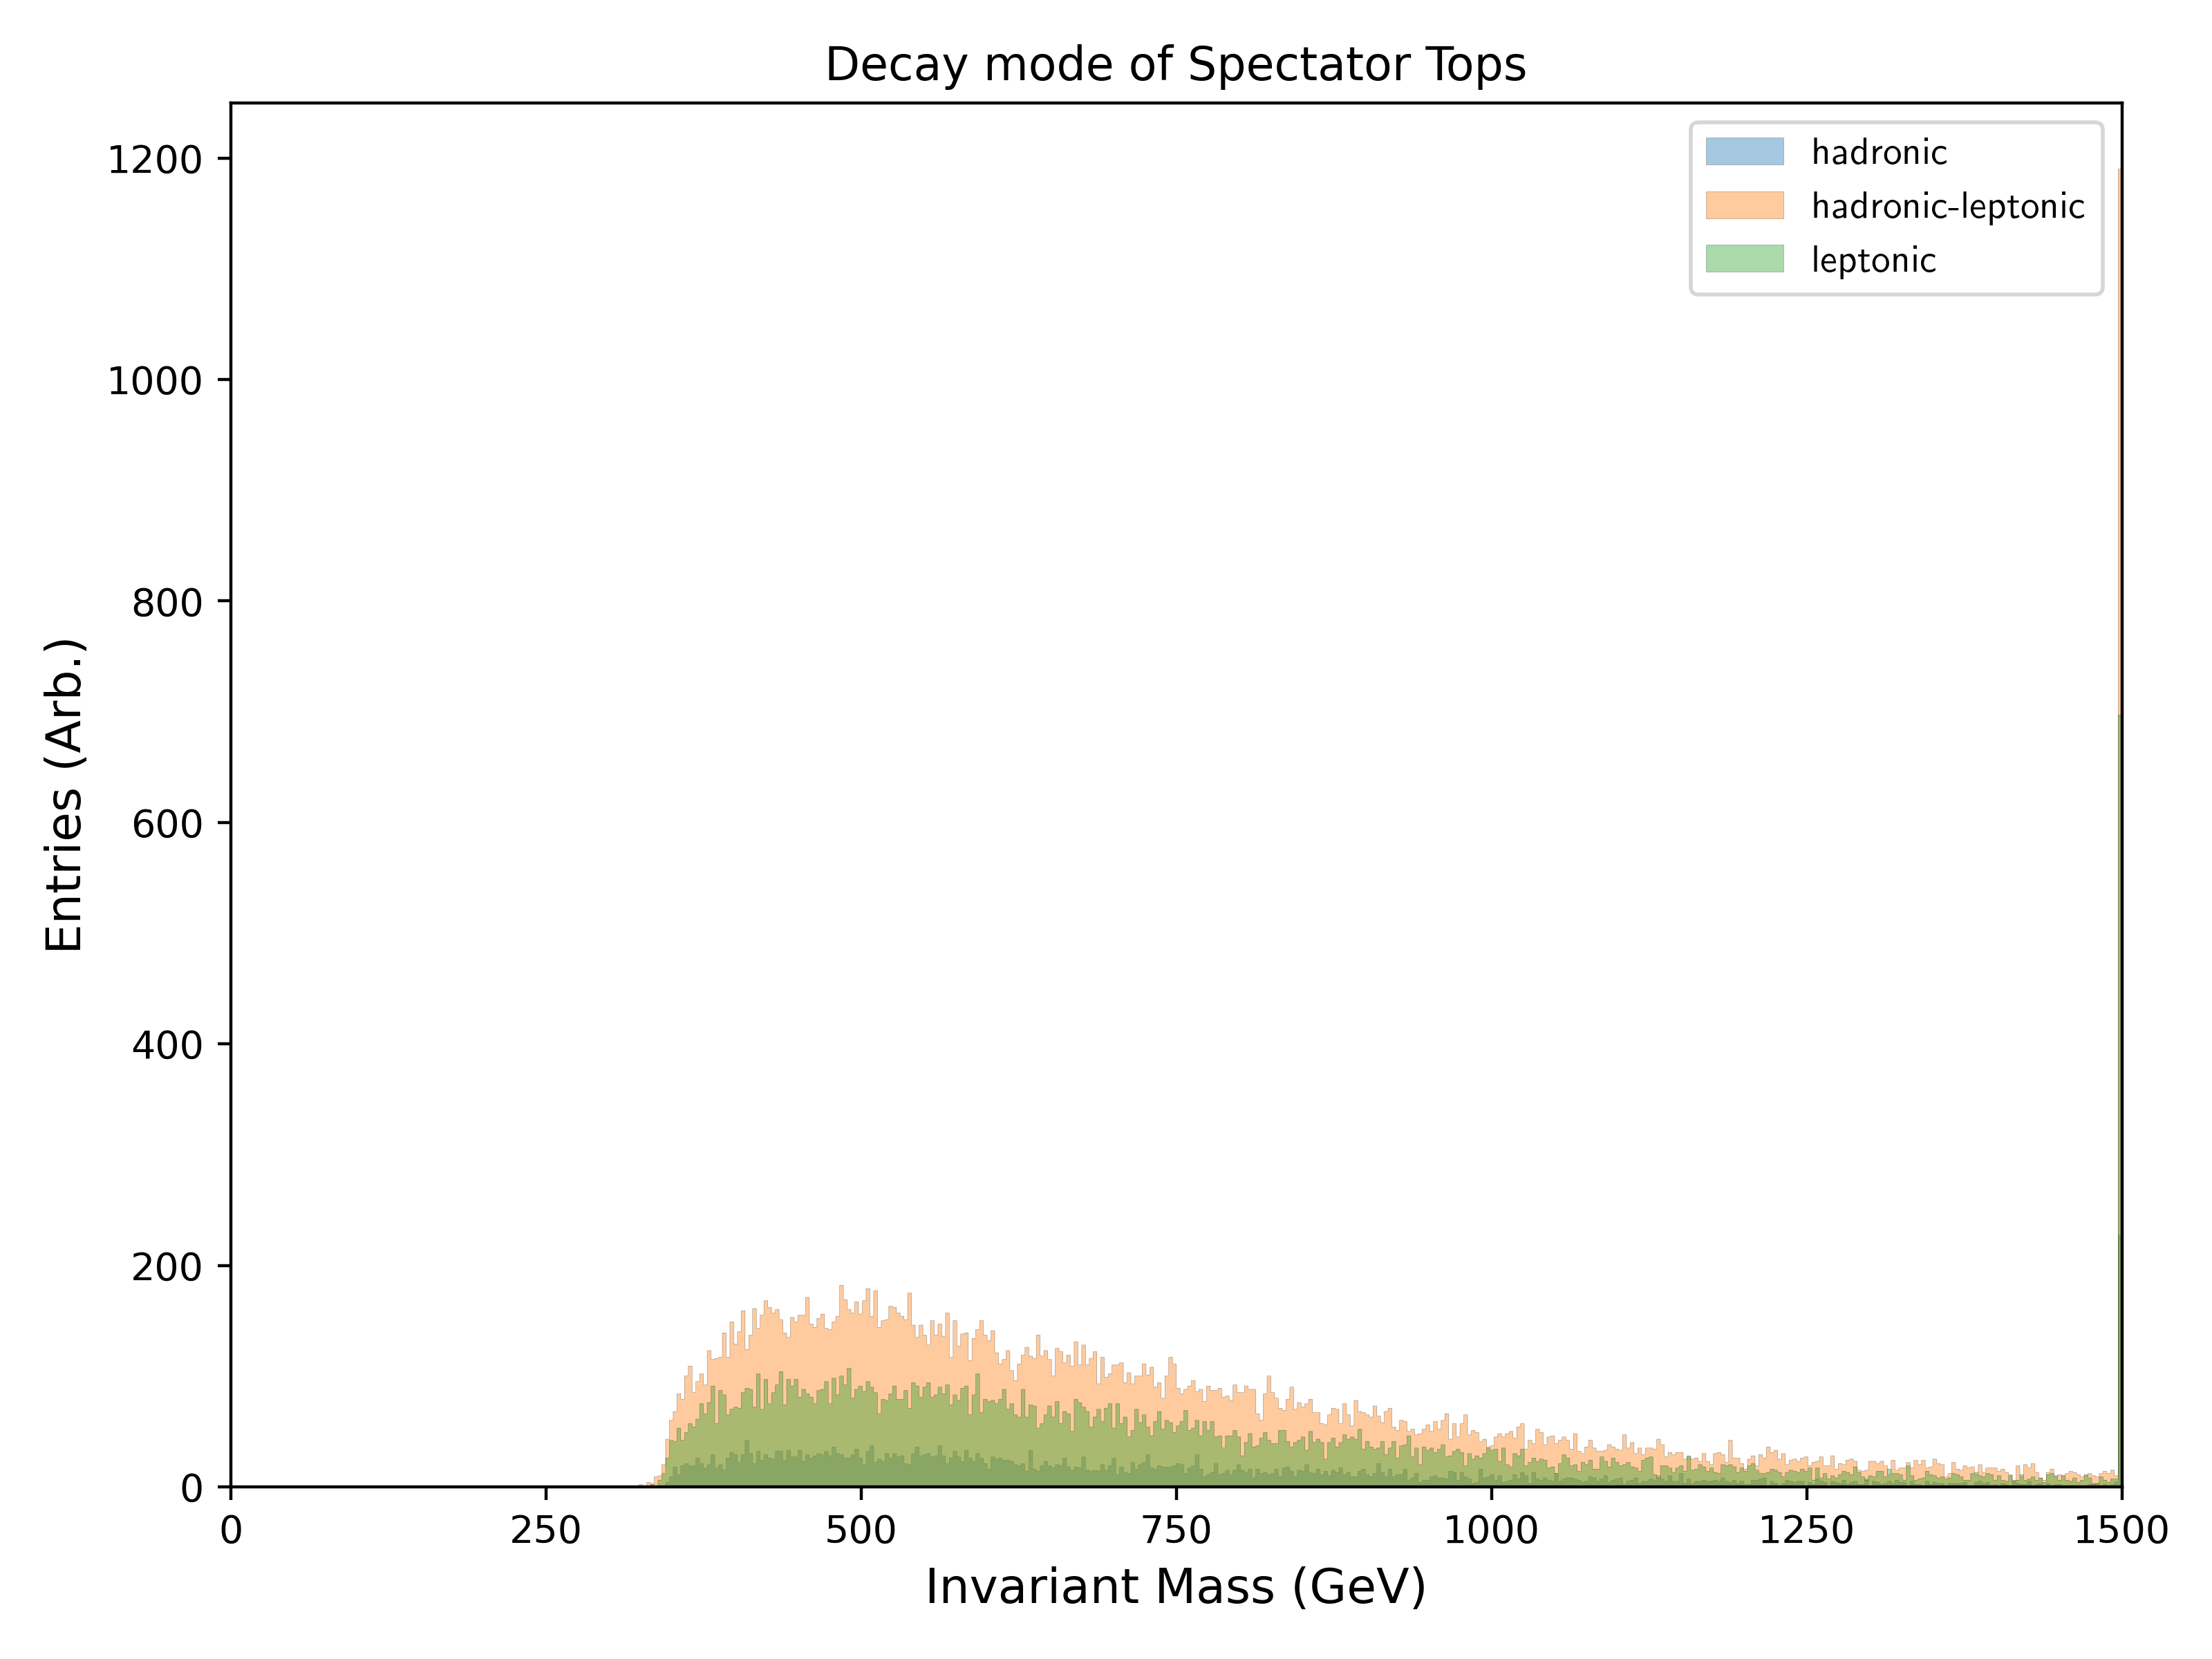 Decay mode of Spectator Tops
hadronic
hadronic-leptonic
leptonic
Entries (Arb.)
1200
1000
800
600
400
200
0
0 250 500 750 1000 1250 1500
Invariant Mass (GeV)